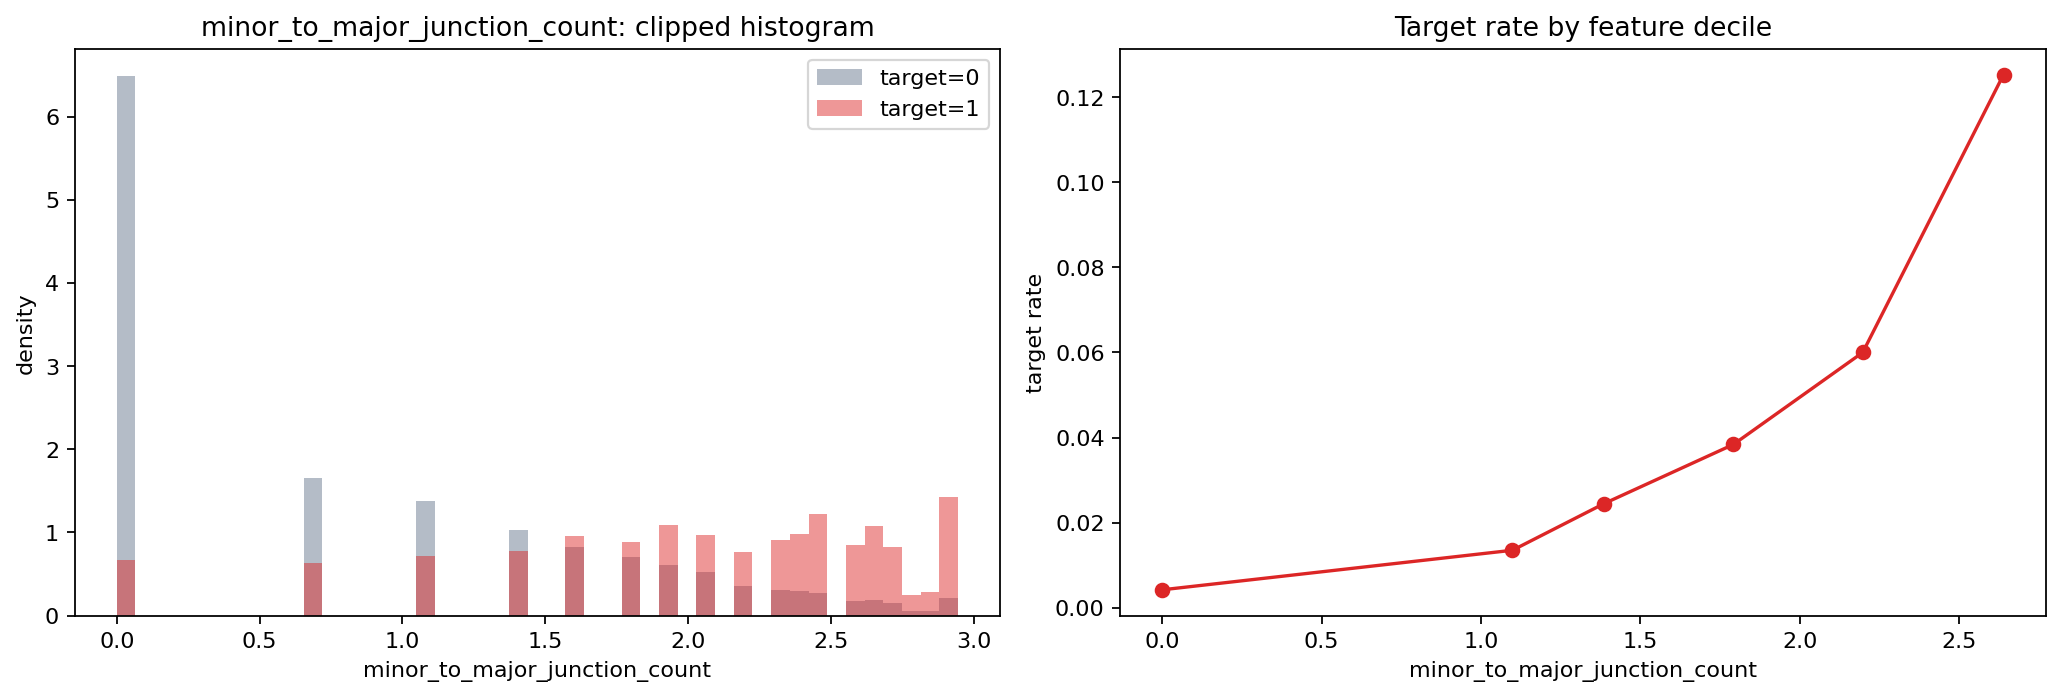 minor_to_major_junction_count: clipped histogram
target=0
target=1
6
5
4
3
2
1
0
density
0.0 0.5 1.0 1.5 2.0 2.5 3.0
minor_to_major_junction_count
Target rate by feature decile
0.12
0.10
0.08
0.06
0.04
0.02
0.00
target rate
0.0 0.5 1.0 1.5 2.0 2.5
minor_to_major_junction_count